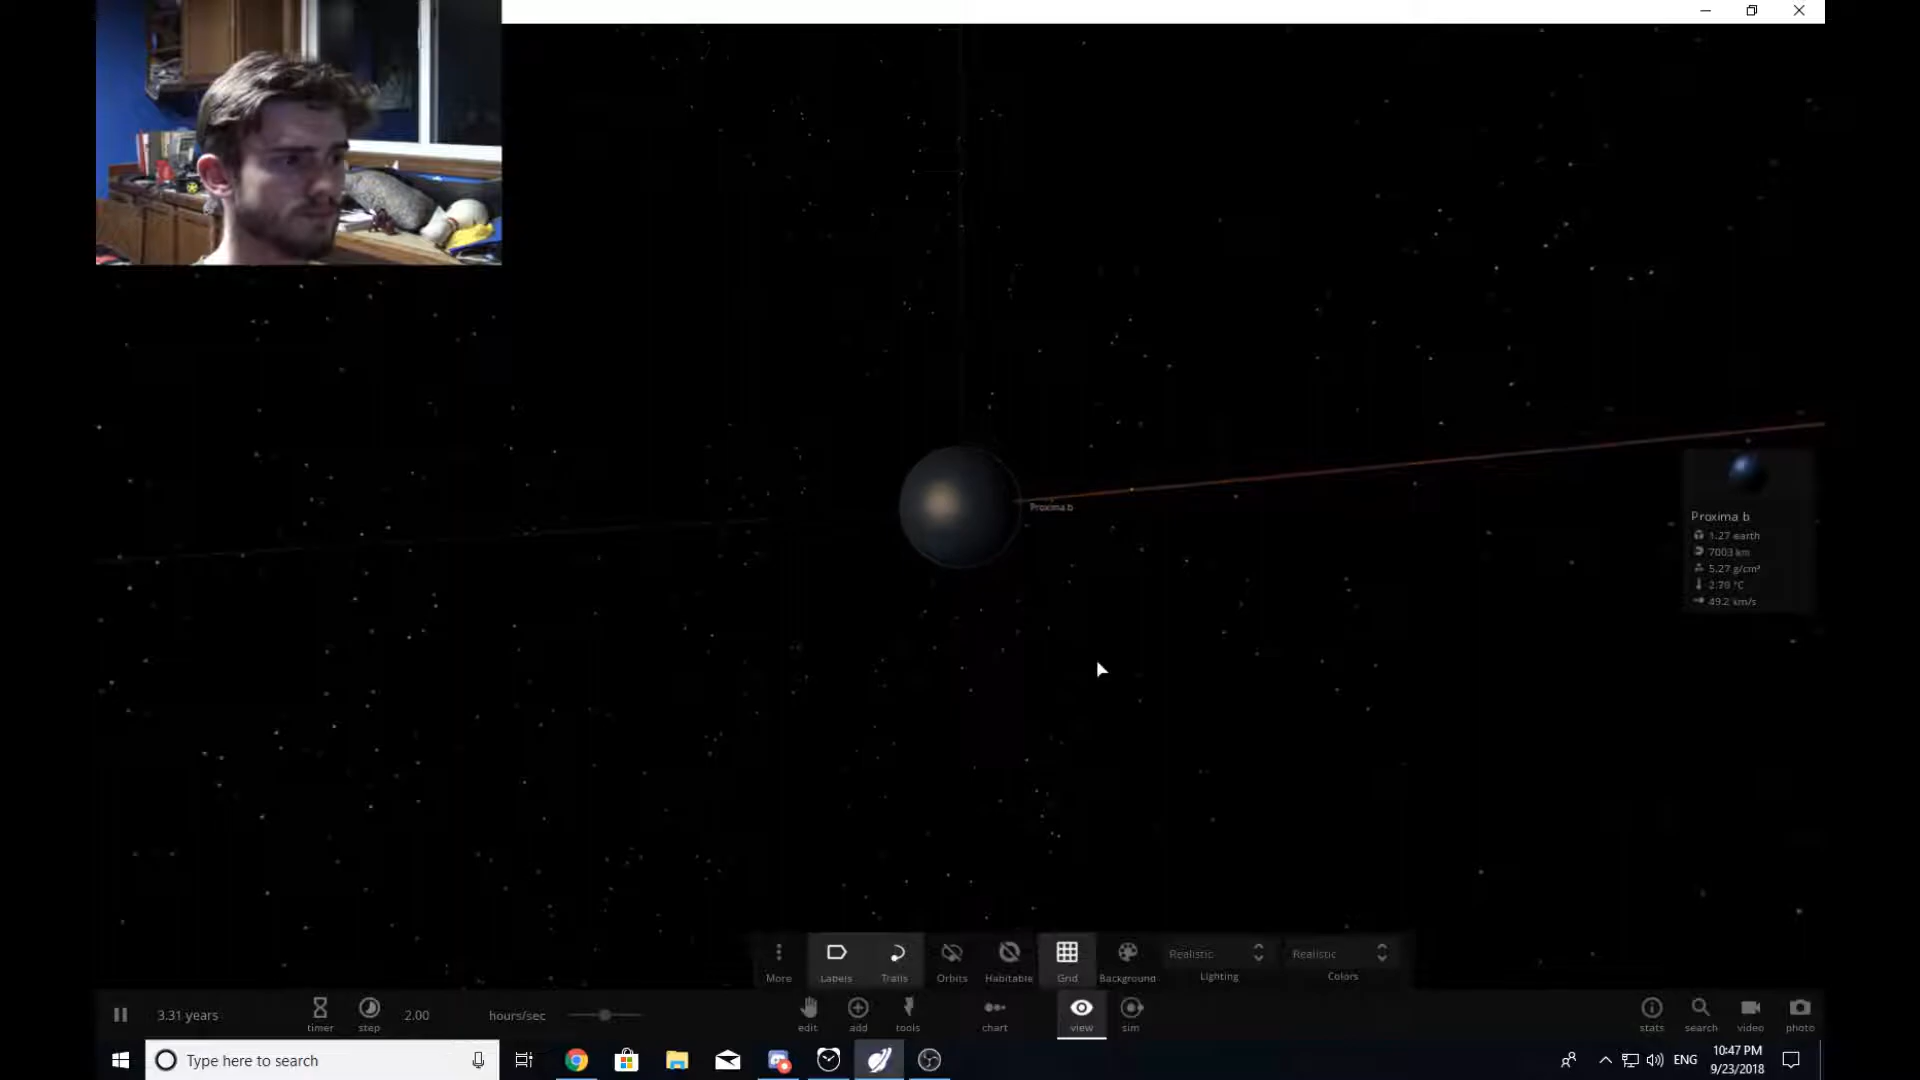 Proxima b
Proxima b
1.27 earth
7003 km
5.27 g/cm³
2.70 °C
49.2 km/s
More
Labels
Trails
Orbits
Habitable
Grid
Background
Realistic
Lighting
Realistic
Colors
3.31 years
timer
step
2.00
hours/sec
edit
add
tools
chart
view
sim
stats
search
video
photo
Type here to search
ENG
10:47 PM
9/23/2018